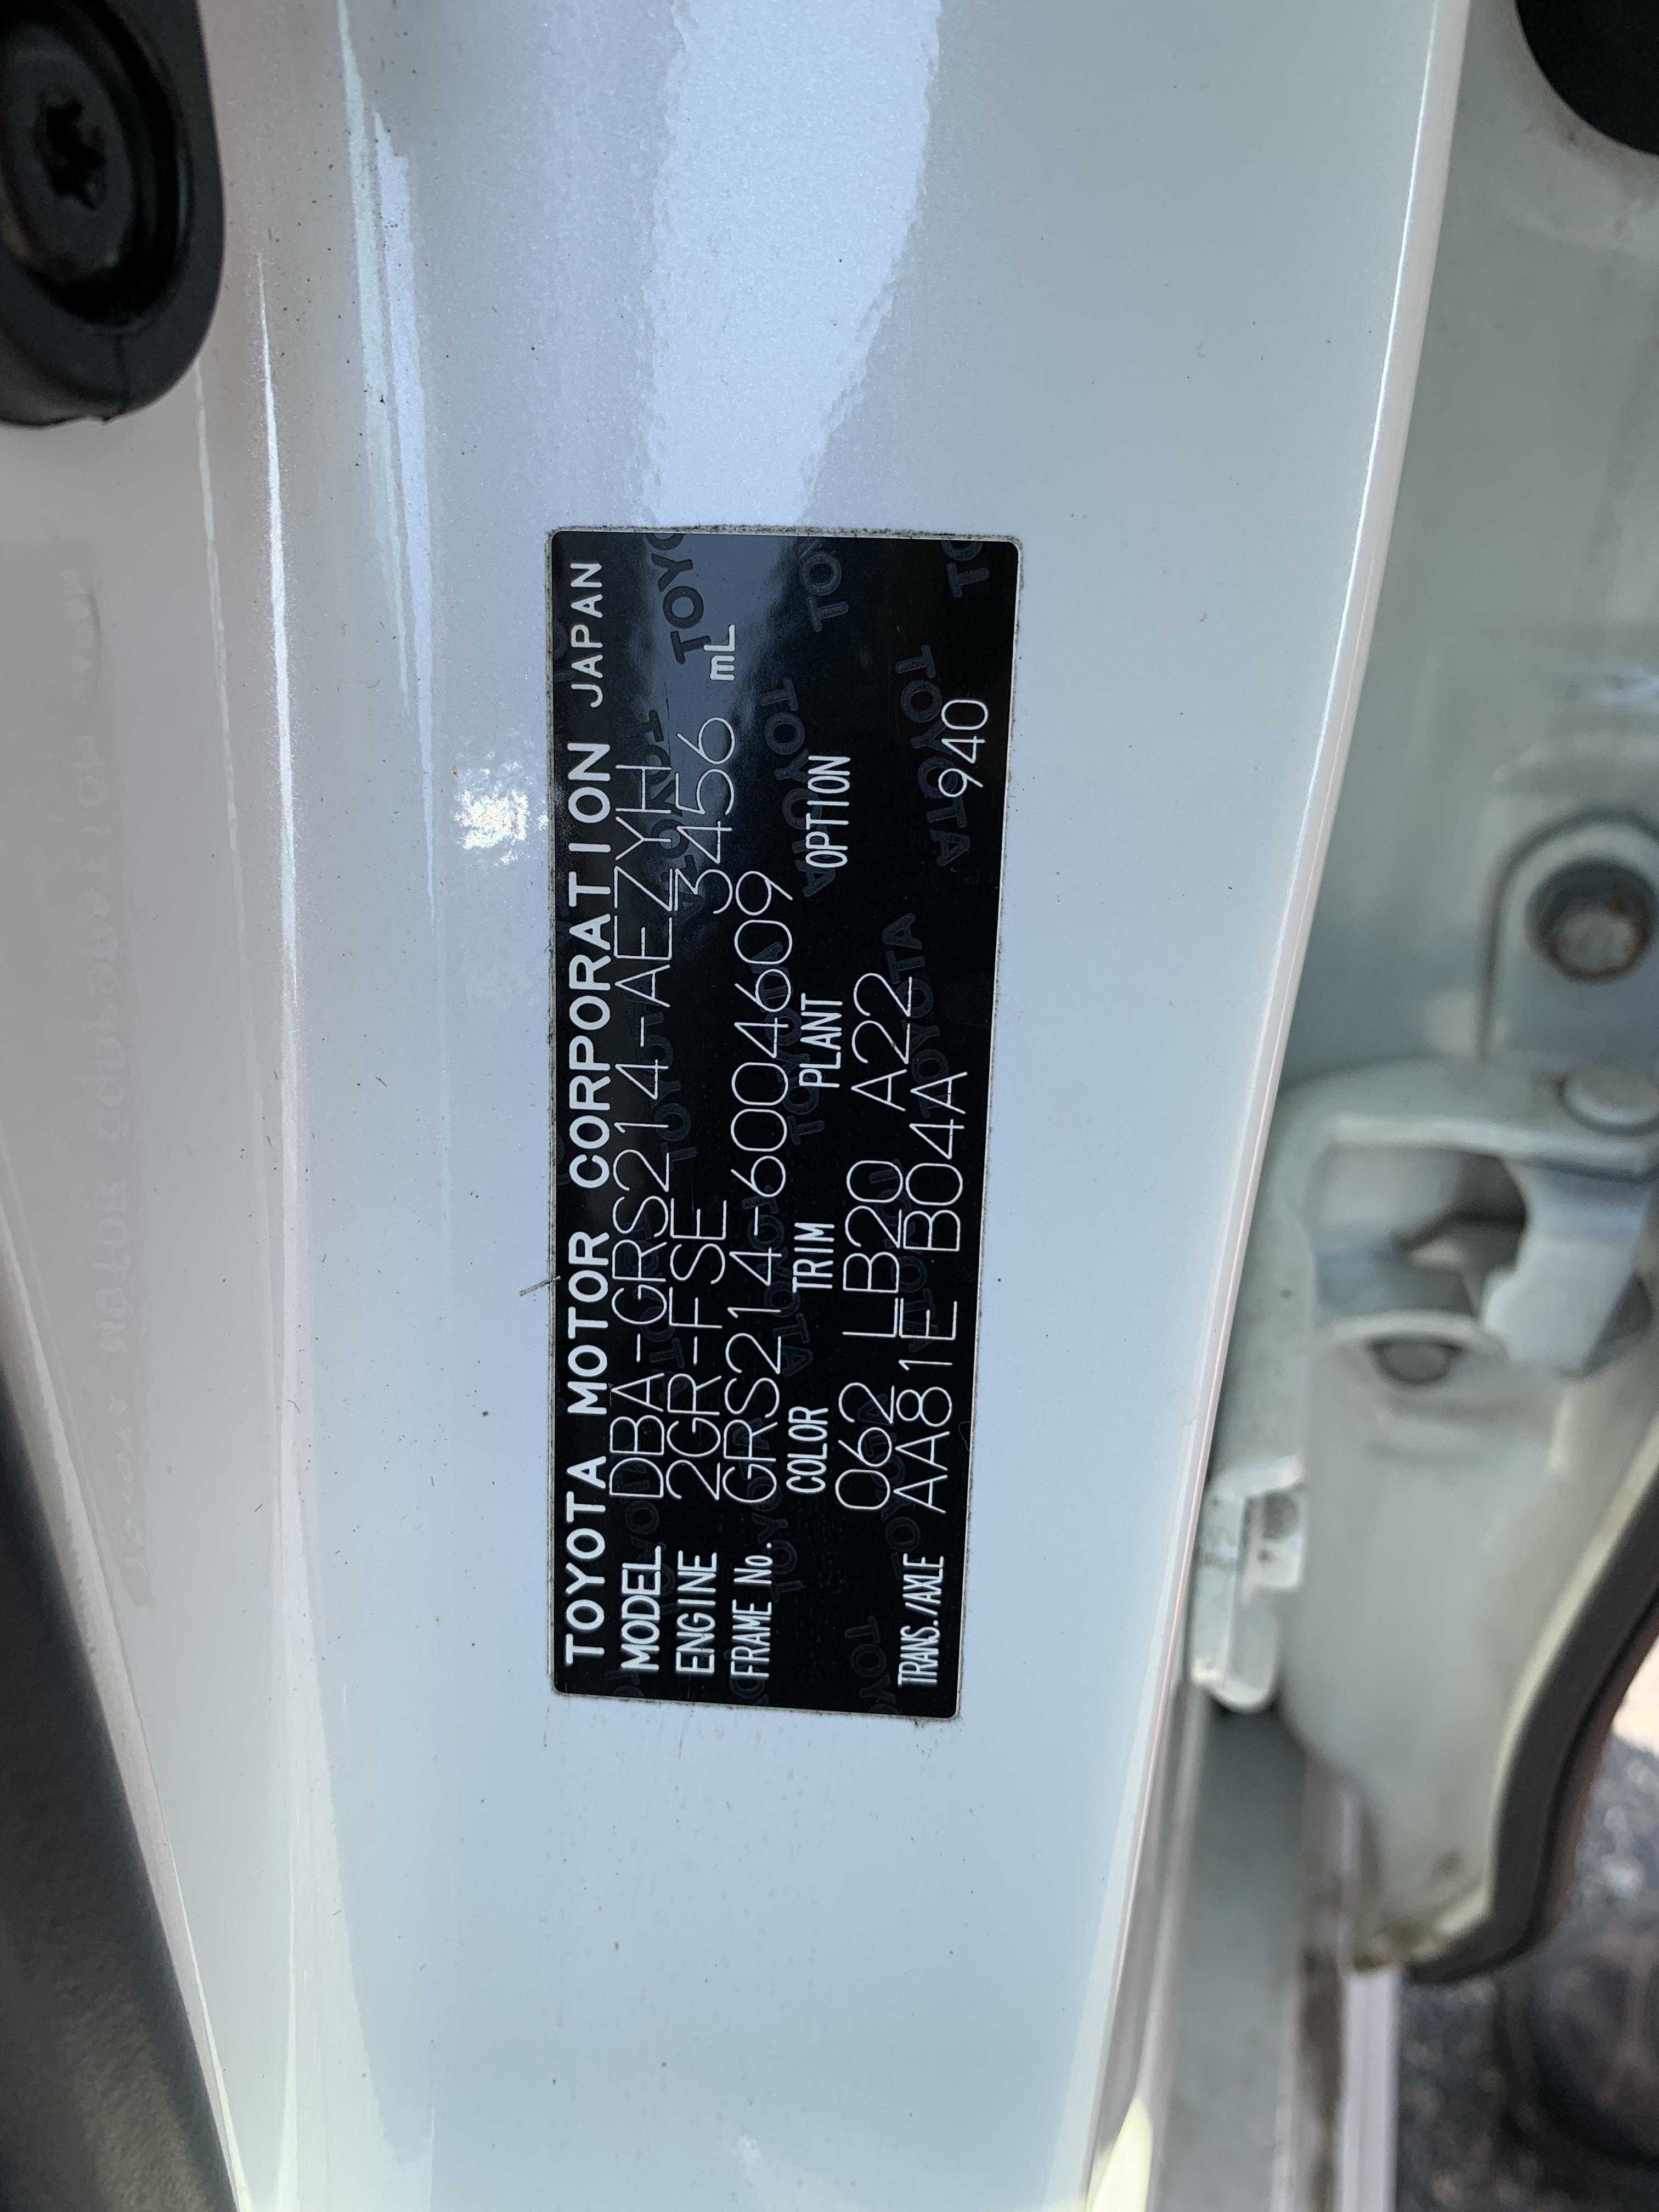 TOYOTA MOTOR CORPORATION JAPAN
MODEL DBA-GRS214-AEZYH
ENGINE 2GR-FSE 3456 mL
FRAME No. GRS214-6004609
COLOR TRIM PLANT OPTION
062 LB20 A22
TRANS./AXLE AA81E B04A 940